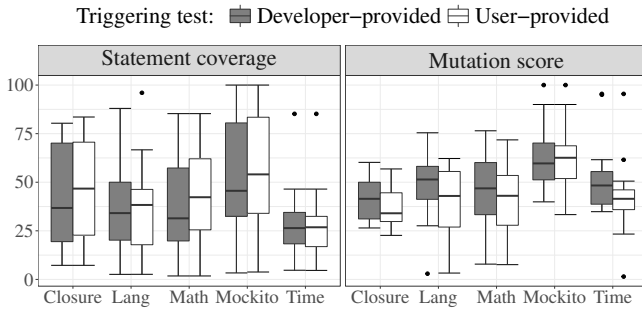 Triggering test: Developer−provided User−provided
Statement coverage Mutation score
100
75
50
25
0
Closure Lang Math Mockito Time Closure Lang Math Mockito Time